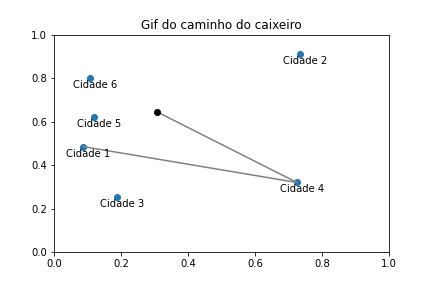 Gif do caminho do caixeiro
1.0
Cidade 2
0.8
Cidade 6
0.6
Cidade 5
Cidade 1
0.4
Cidade 4
Cidade 3
0.2
0.0
0.0 0.2 0.4 0.6 0.8 1.0